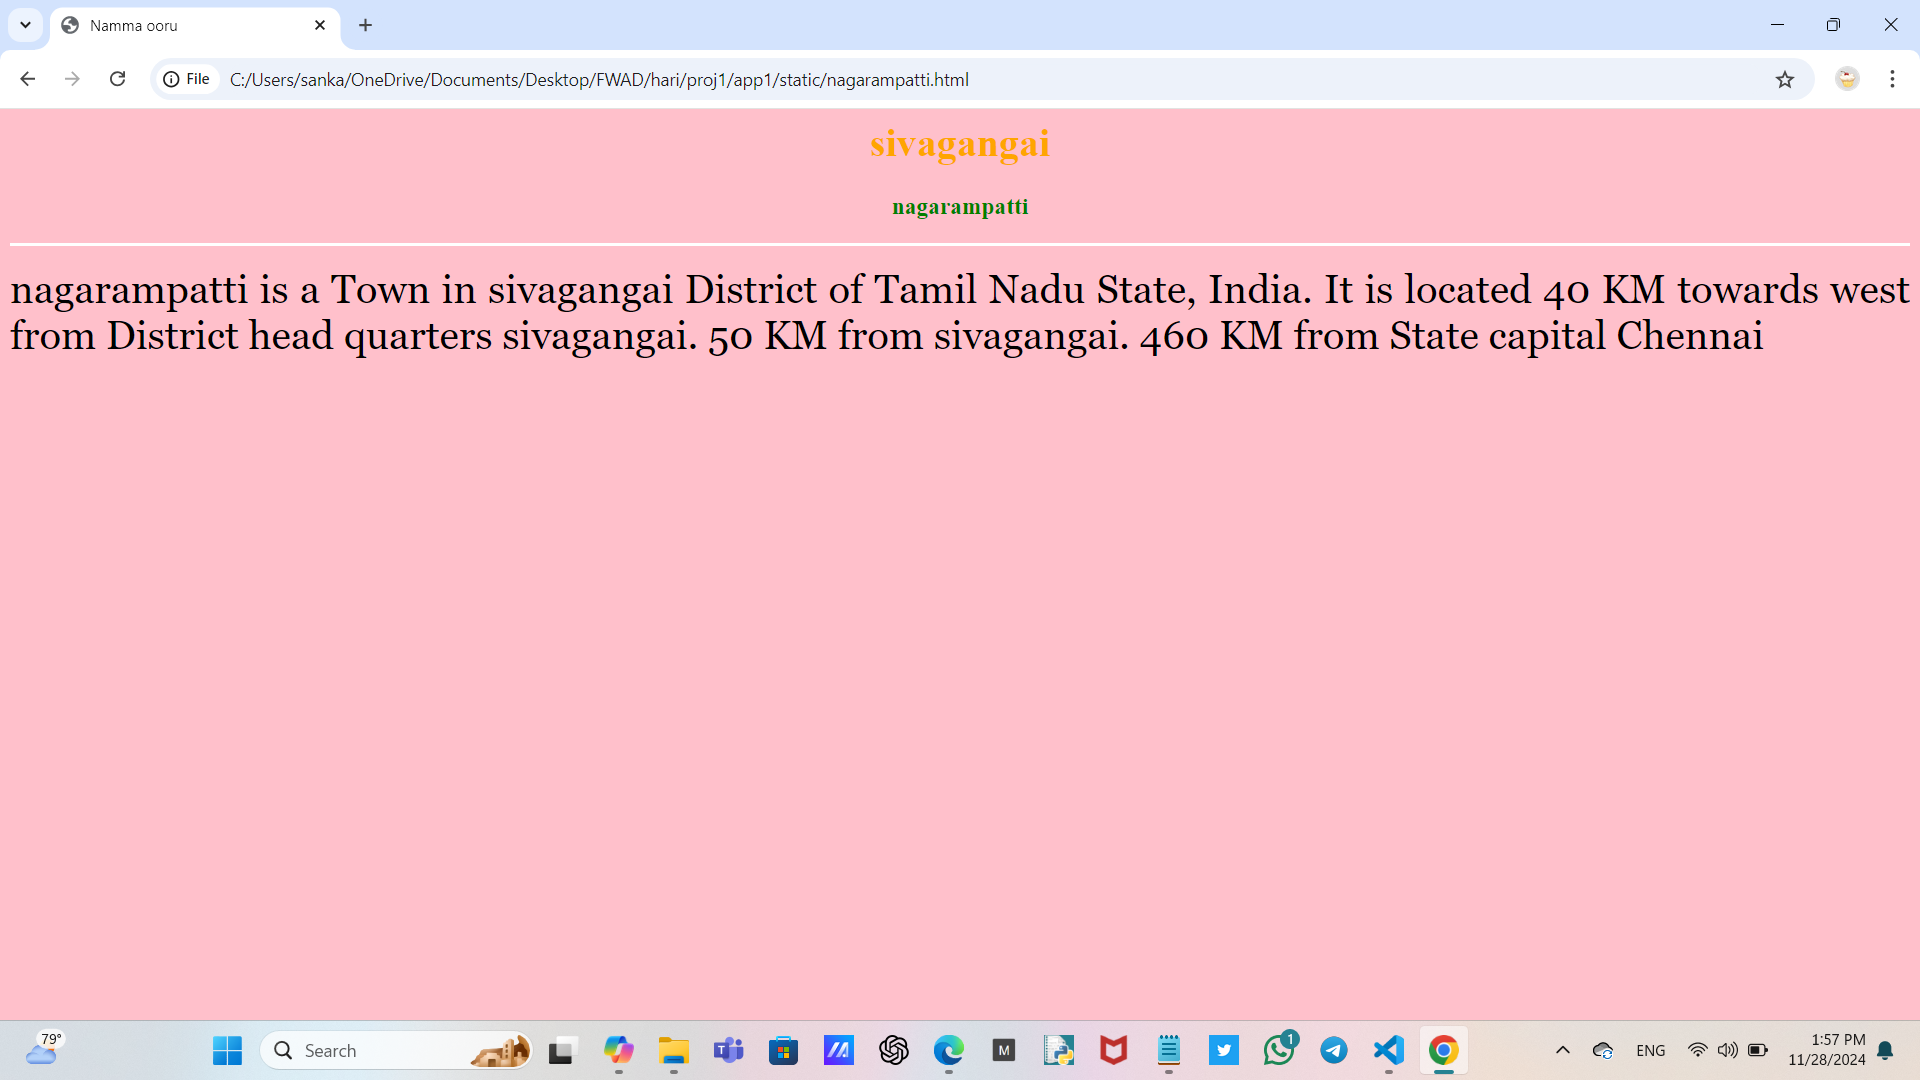 Namma ooru
File C:/Users/sanka/OneDrive/Documents/Desktop/FWAD/hari/proj1/app1/static/nagarampatti.html
sivagangai
nagarampatti
nagarampatti is a Town in sivagangai District of Tamil Nadu State, India. It is located 40 KM towards west
from District head quarters sivagangai. 50 KM from sivagangai. 460 KM from State capital Chennai
79°
Search
M
1
ENG
1:57 PM
11/28/2024